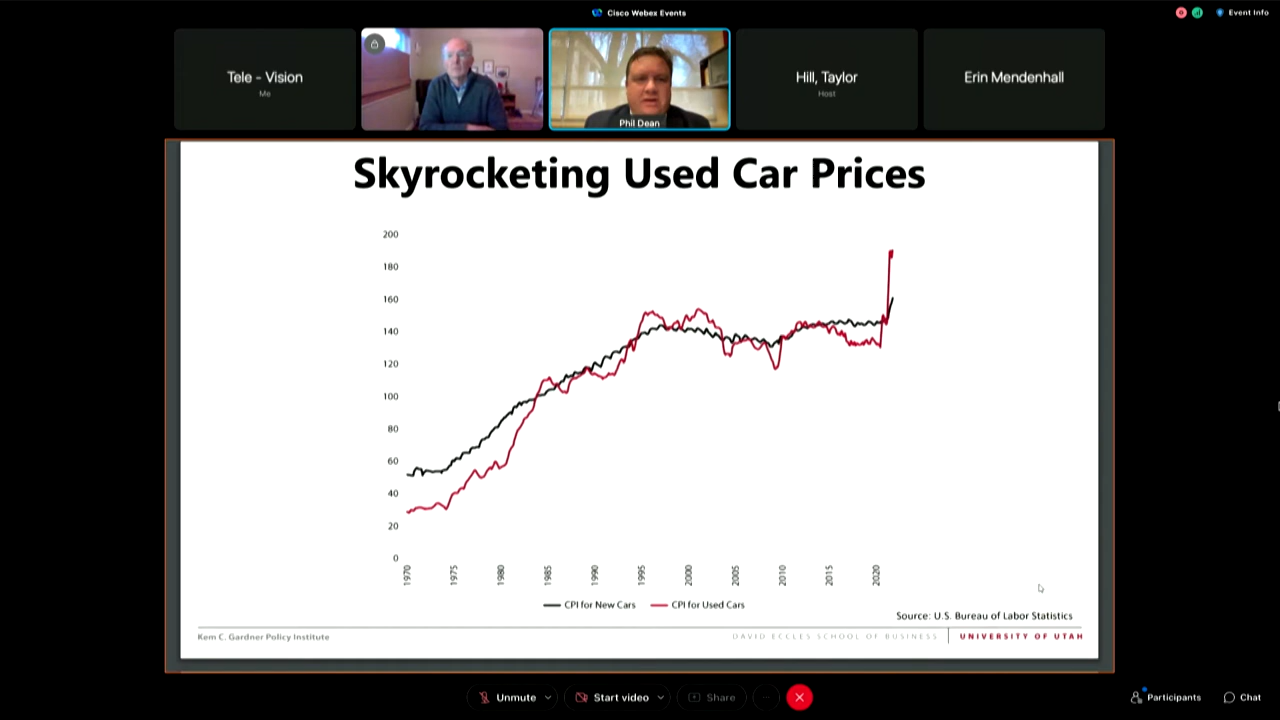 Cisco Webex Events
Event Info
Tele - Vision
Me
Phil Dean
Hill, Taylor
Host
Erin Mendenhall
Skyrocketing Used Car Prices
200
180
160
140
120
100
80
60
40
20
0
1970
1975
1980
1985
1990
1995
2000
2005
2010
2015
2020
CPI for New Cars
CPI for Used Cars
Source: U.S. Bureau of Labor Statistics
Kem C. Gardner Policy Institute
DAVID ECCLES SCHOOL OF BUSINESS
UNIVERSITY OF UTAH
Unmute
Start video
Share
Participants
Chat